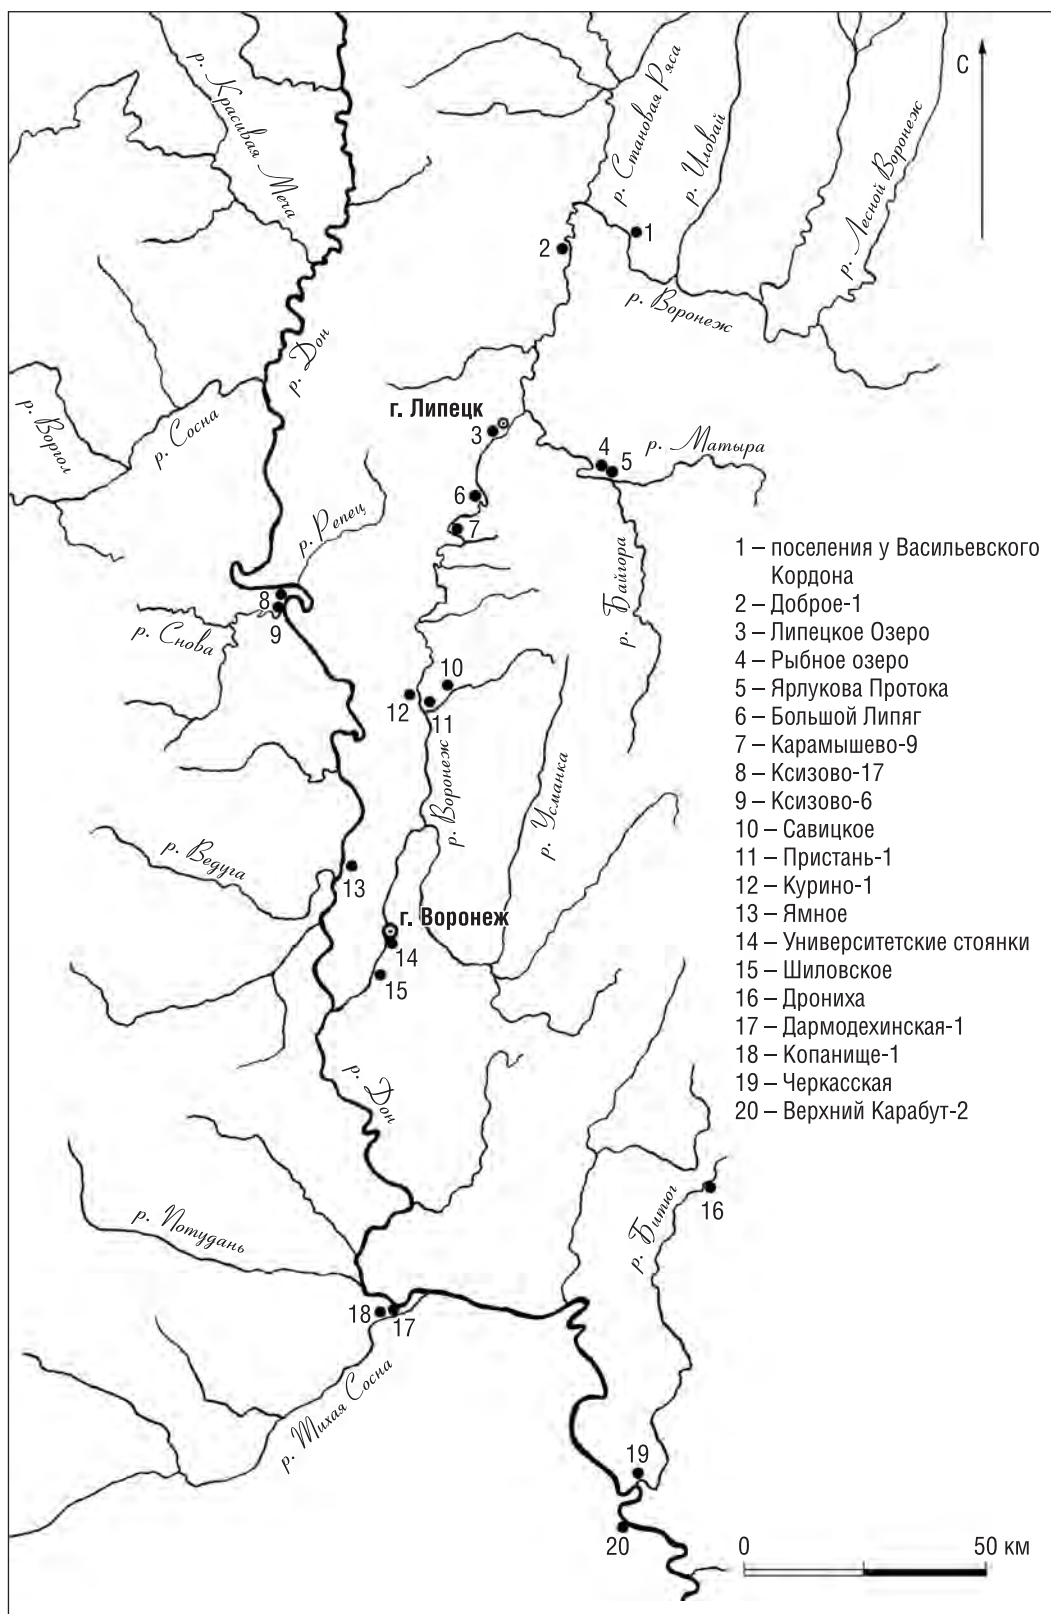 С
р. Красивая Меча
р. Становая Ряса
р. Иловай
р. Лесной Воронеж
1
2
р. Воронеж
р. Дон
г. Липецк
3
р. Воргол
р. Сосна
4
5
р. Матыра
6
7
р. Репец
8
9
р. Снова
р. Байгора
10
11
12
р. Воронеж
р. Усманка
р. Ведуга
13
г. Воронеж
14
15
р. Дон
16
р. Битюг
р. Потудань
18
17
р. Тихая Сосна
19
20
1 – поселения у Васильевского
Кордона
2 – Доброе-1
3 – Липецкое Озеро
4 – Рыбное озеро
5 – Ярлукова Протока
6 – Большой Липяг
7 – Карамышево-9
8 – Ксизово-17
9 – Ксизово-6
10 – Савицкое
11 – Пристань-1
12 – Курино-1
13 – Ямное
14 – Университетские стоянки
15 – Шиловское
16 – Дрониха
17 – Дармодехинская-1
18 – Копанище-1
19 – Черкасская
20 – Верхний Карабут-2
0 50 км